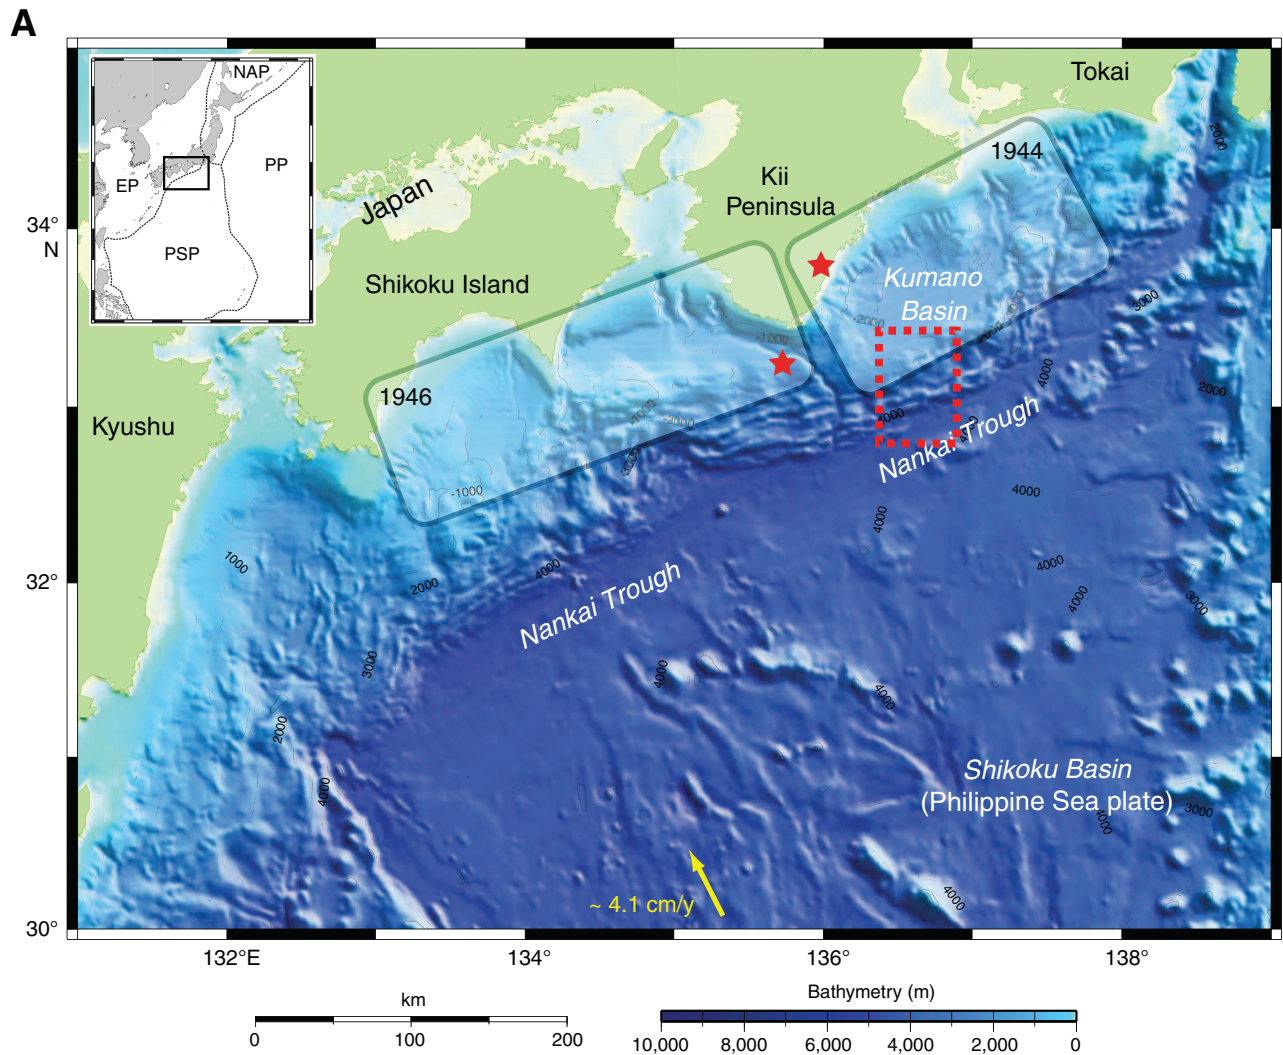 A
NAP
PP
EP
PSP
Tokai
1944
Kii
Peninsula
Japan
Shikoku Island
Kumano
Basin
1946
Kyushu
34°
N
32°
30°
2000
3000
2000
-2000
-1000
4000
4000
Nankai Trough
-1000
-2000
4000
4000
4000
4000
1000
2000
4000
3000
Nankai Trough
3000
4000
4000
2000
4000
Shikoku Basin
(Philippine Sea plate)
3000
4000
4000
~ 4.1 cm/y
132°E
134°
136°
138°
km
0
100
200
Bathymetry (m)
10,000
8,000
6,000
4,000
2,000
0